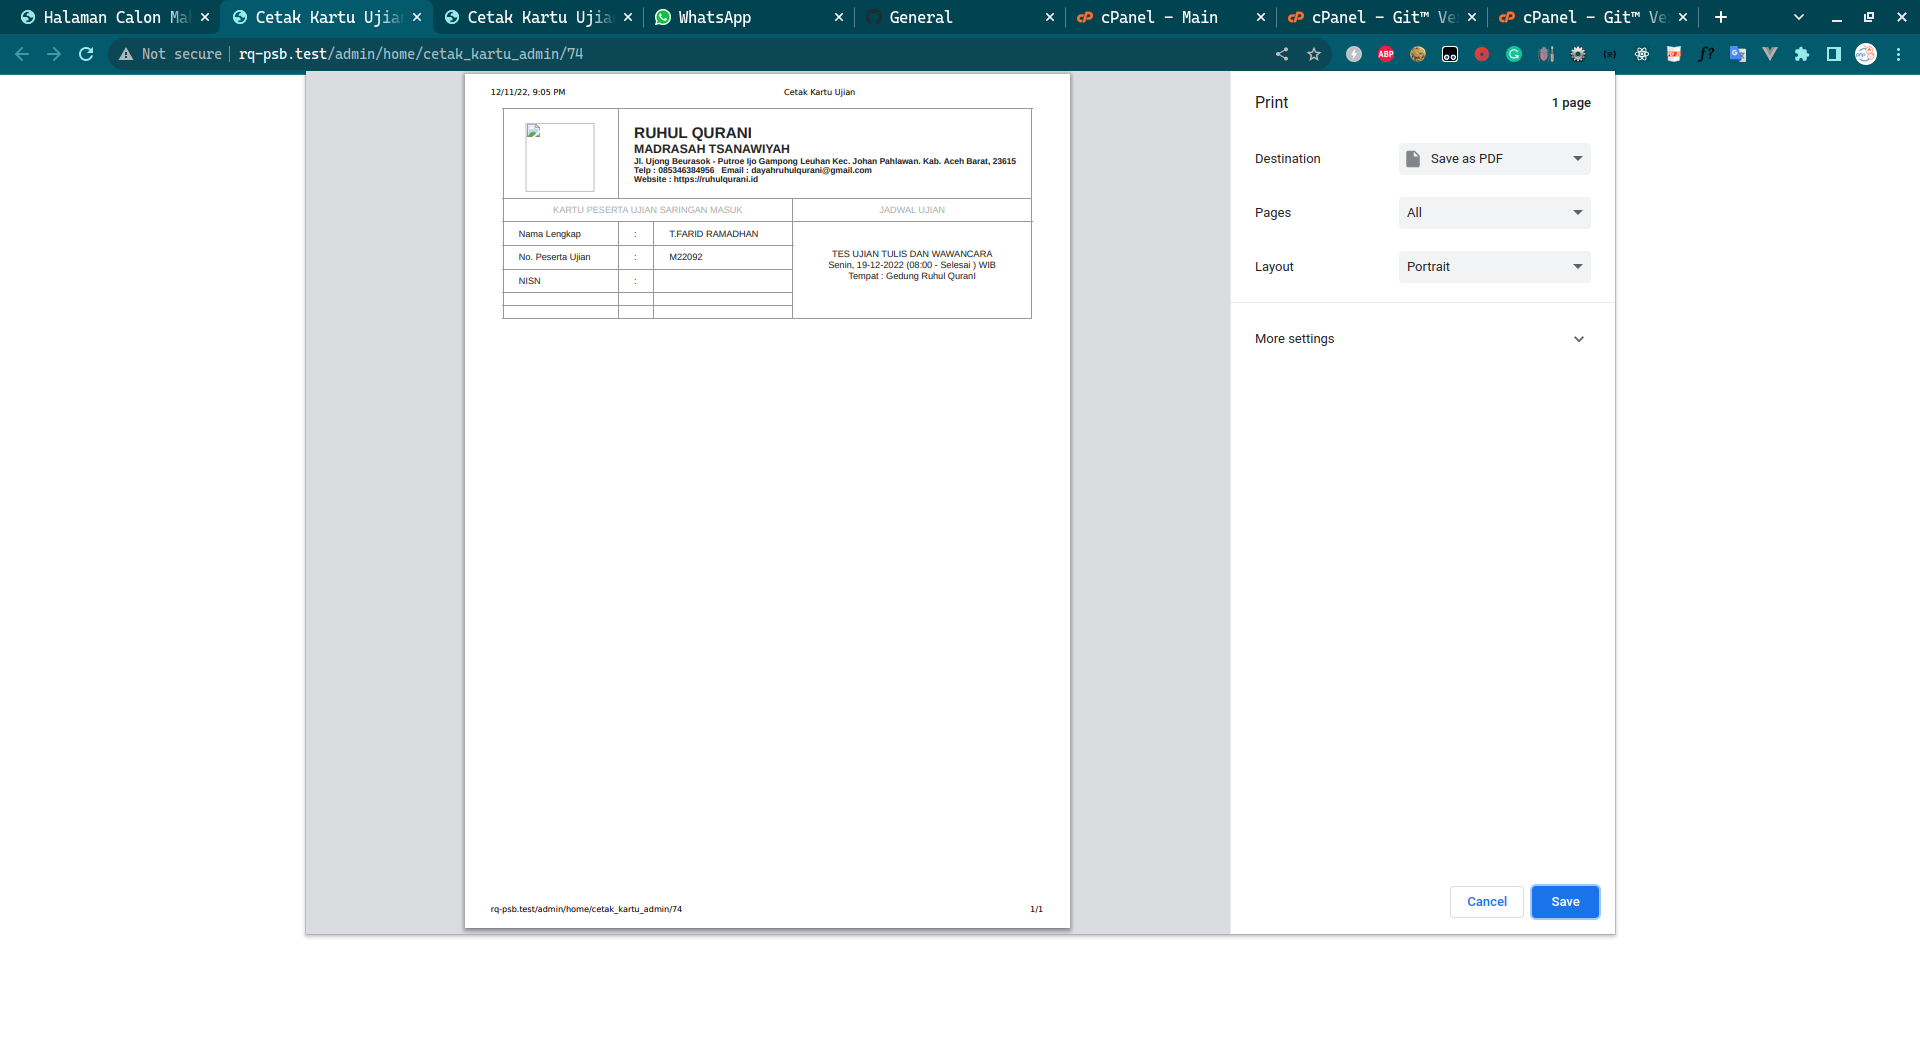 Halaman Calon Ma
Cetak Kartu Ujia
Cetak Kartu Ujia
WhatsApp
General
cPanel - Main
cPanel - Git™ Ve
cPanel - Git™ Ve
Not secure
rq-psb.test/admin/home/cetak_kartu_admin/74
ABP
12/11/22, 9:05 PM
Cetak Kartu Ujian
RUHUL QURANI
MADRASAH TSANAWIYAH
Jl. Ujong Beurasok - Putroe Ijo Gampong Leuhan Kec. Johan Pahlawan. Kab. Aceh Barat, 23615
Telp : 085346384956 Email : dayahruhulqurani@gmail.com
Website : https://ruhulqurani.id
KARTU PESERTA UJIAN SARINGAN MASUK
JADWAL UJIAN
Nama Lengkap : T.FARID RAMADHAN
No. Peserta Ujian : M22092
NISN :
TES UJIAN TULIS DAN WAWANCARA
Senin, 19-12-2022 (08:00 - Selesai ) WIB
Tempat : Gedung Ruhul QuranI
rq-psb.test/admin/home/cetak_kartu_admin/74
1/1
Print
1 page
Destination
Save as PDF
Pages
All
Layout
Portrait
More settings
Cancel
Save